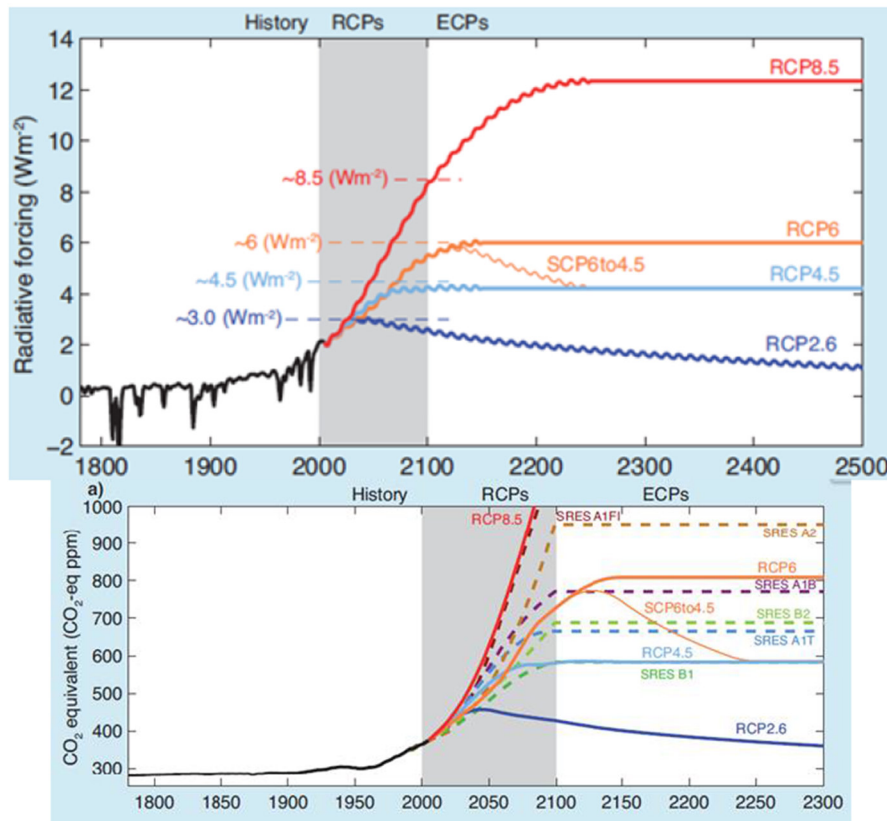 History RCPs ECPs
Radiative forcing (Wm-2)
14
12
10
8
6
4
2
0
−2
RCP8.5
~8.5 (Wm-2)
~6 (Wm-2)
RCP6
SCP6to4.5
~4.5 (Wm-2)
RCP4.5
~3.0 (Wm-2)
RCP2.6
1800 1900 2000 2100 2200 2300 2400 2500
a)
History RCPs ECPs
CO2 equivalent (CO2-eq ppm)
1000
900
800
700
600
500
400
300
RCP8.5
SRES A1FI
SRES A2
RCP6
SRES A1B
SCP6to4.5
SRES B2
SRES A1T
RCP4.5
SRES B1
RCP2.6
1800 1850 1900 1950 2000 2050 2100 2150 2200 2250 2300